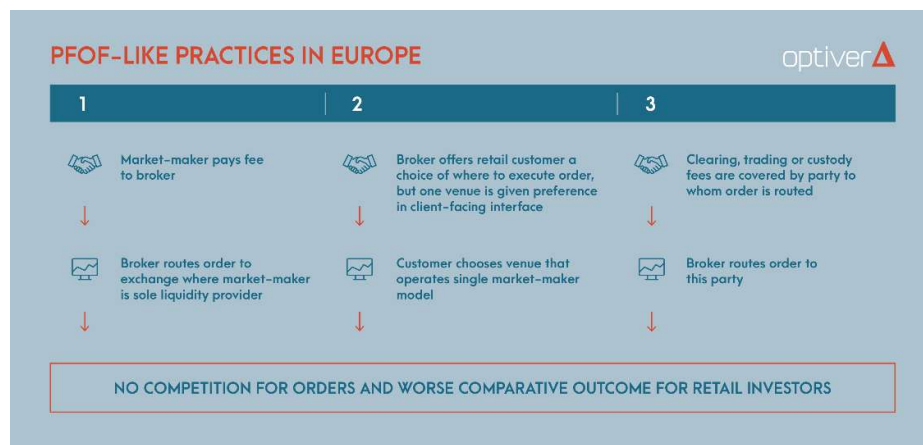 PFOF-LIKE PRACTICES IN EUROPE
optiver
1
2
3
Market-maker pays fee
to broker
Broker routes order to
exchange where market-maker
is sole liquidity provider
Broker offers retail customer a
choice of where to execute order,
but one venue is given preference
in client-facing interface
Customer chooses venue that
operates single market-maker
model
Clearing, trading or custody
fees are covered by party to
whom order is routed
Broker routes order to
this party
NO COMPETITION FOR ORDERS AND WORSE COMPARATIVE OUTCOME FOR RETAIL INVESTORS